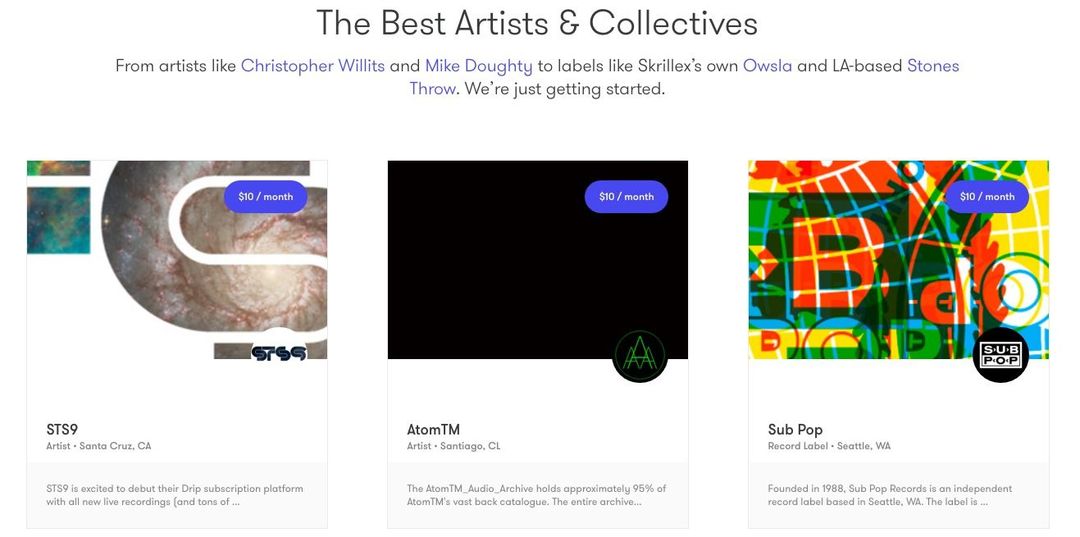 The Best Artists & Collectives
From artists like Christopher Willits and Mike Doughty to labels like Skrillex’s own Owsla and LA-based Stones
Throw. We’re just getting started.
$10 / month
STS9
STS9
Artist • Santa Cruz, CA
STS9 is excited to debut their Drip subscription platform
with all new live recordings (and tons of ...
$10 / month
AtomTM
Artist • Santiago, CL
The AtomTM_Audio_Archive holds approximately 95% of
AtomTM's vast back catalogue. The entire archive...
$10 / month
SUB
POP
Sub Pop
Record Label • Seattle, WA
Founded in 1988, Sub Pop Records is an independent
record label based in Seattle, WA. The label is ...